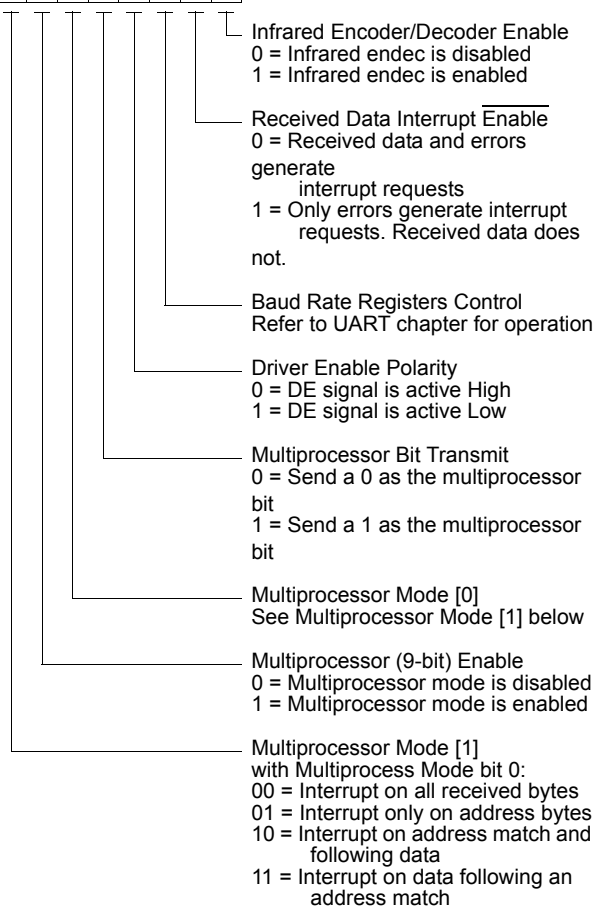 Infrared Encoder/Decoder Enable
0 = Infrared endec is disabled
1 = Infrared endec is enabled
Received Data Interrupt Enable
0 = Received data and errors
generate
interrupt requests
1 = Only errors generate interrupt
requests. Received data does
not.
Baud Rate Registers Control
Refer to UART chapter for operation
Driver Enable Polarity
0 = DE signal is active High
1 = DE signal is active Low
Multiprocessor Bit Transmit
0 = Send a 0 as the multiprocessor
bit
1 = Send a 1 as the multiprocessor
bit
Multiprocessor Mode [0]
See Multiprocessor Mode [1] below
Multiprocessor (9-bit) Enable
0 = Multiprocessor mode is disabled
1 = Multiprocessor mode is enabled
Multiprocessor Mode [1]
with Multiprocess Mode bit 0:
00 = Interrupt on all received bytes
01 = Interrupt only on address bytes
10 = Interrupt on address match and
following data
11 = Interrupt on data following an
address match